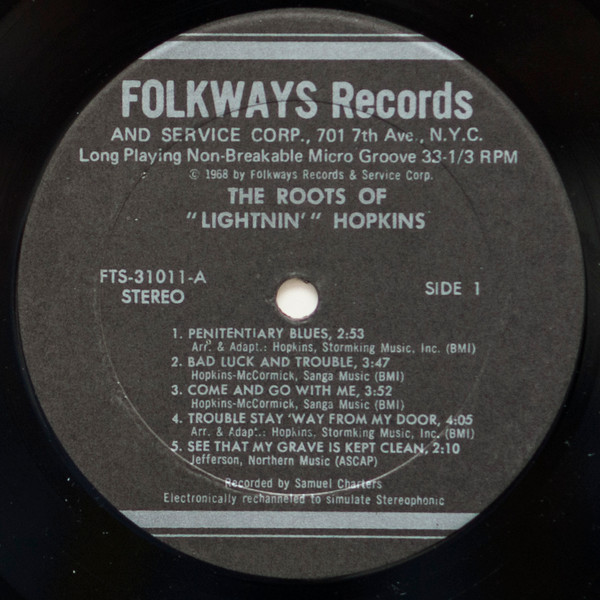 FOLKWAYS Records
AND SERVICE CORP., 701 7th Ave., N.Y.C.
Long Playing Non-Breakable Micro Groove 33-1/3 RPM
© 1968 by Folkways Records & Service Corp.
THE ROOTS OF
"LIGHTNIN'" HOPKINS
FTS-31011-A
STEREO
SIDE 1
1. PENITENTIARY BLUES, 2:53
Arr. & Adapt.: Hopkins, Stormking Music, Inc. (BMI)
2. BAD LUCK AND TROUBLE, 3:47
Hopkins-McCormick, Sanga Music (BMI)
3. COME AND GO WITH ME, 3:52
Hopkins-McCormick, Sanga Music (BMI)
4. TROUBLE STAY 'WAY FROM MY DOOR, 4:05
Arr. & Adapt.: Hopkins, Stormking Music, Inc. (BMI)
5. SEE THAT MY GRAVE IS KEPT CLEAN, 2:10
Jefferson, Northern Music (ASCAP)
Recorded by Samuel Charters
Electronically rechanneled to simulate Stereophonic